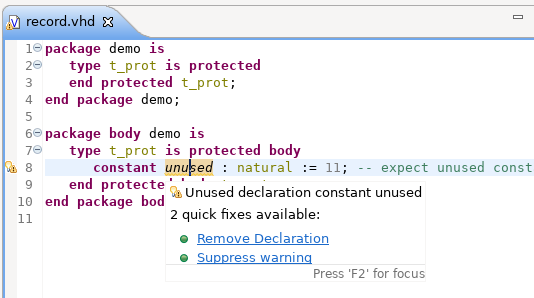 record.vhd
1 package demo is
2 type t_prot is protected
3 end protected t_prot;
4 end package demo;
5
6 package body demo is
7 type t_prot is protected body
8 constant unused : natural := 11; -- expect unused const
9 end protecte
10 end package bod
11
Unused declaration constant unused
2 quick fixes available:
Remove Declaration
Suppress warning
Press 'F2' for focus